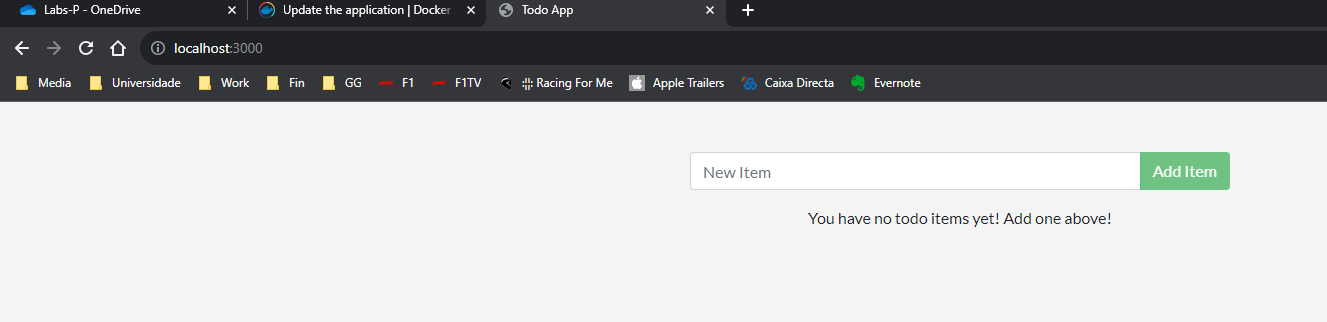 Labs-P - OneDrive
Update the application | Docker
Todo App
localhost:3000
Media Universidade Work Fin GG F1 F1TV Racing For Me Apple Trailers Caixa Directa Evernote
New Item
Add Item
You have no todo items yet! Add one above!